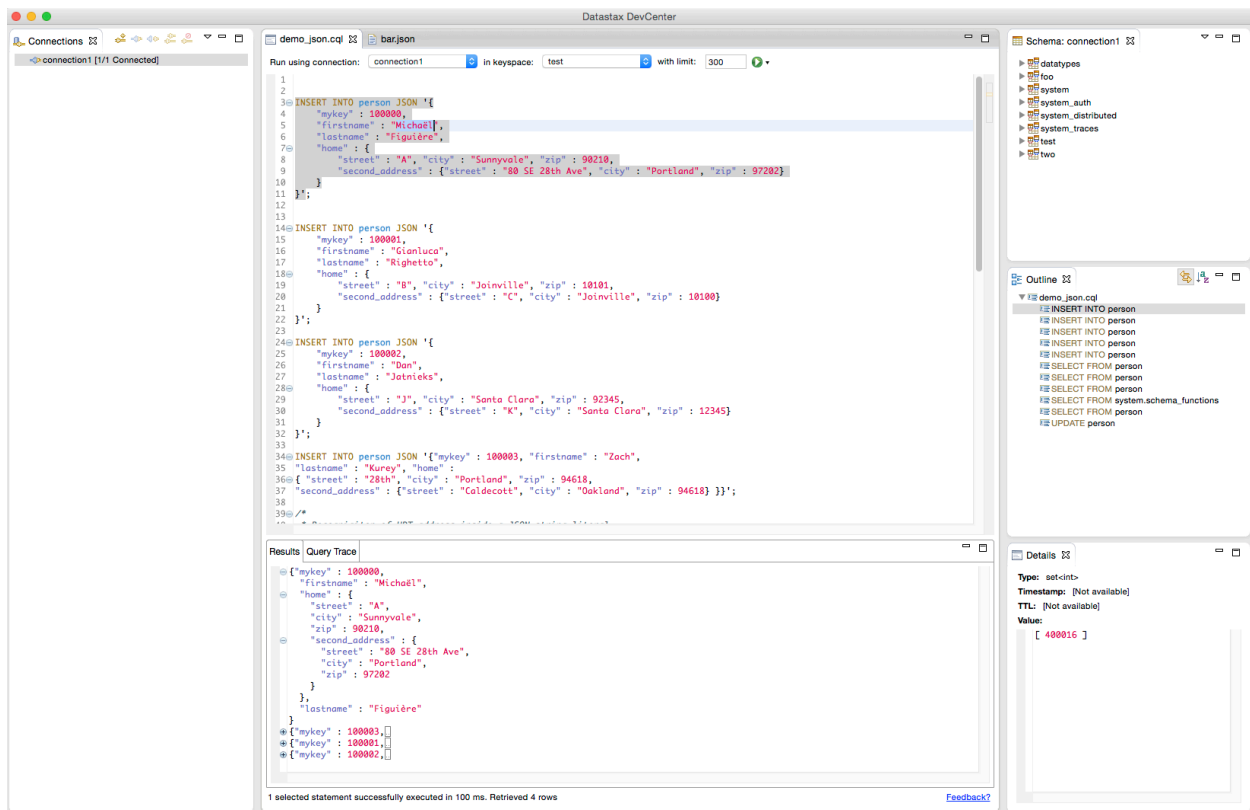 Datastax DevCenter
Connections
connection1 [1/1 Connected]
demo_json.cql
bar.json
Run using connection: connection1 in keyspace: test with limit: 300
1
2
3 INSERT INTO person JSON '{
4 "mykey" : 100000,
5 "firstname" : "Michaël",
6 "lastname" : "Figuière",
7 "home" : {
8 "street" : "A", "city" : "Sunnyvale", "zip" : 90210,
9 "second_address" : {"street" : "80 SE 28th Ave", "city" : "Portland", "zip" : 97202}
10 }
11 }';
12
13
14 INSERT INTO person JSON '{
15 "mykey" : 100001,
16 "firstname" : "Gianluca",
17 "lastname" : "Righetto",
18 "home" : {
19 "street" : "B", "city" : "Joinville", "zip" : 10101,
20 "second_address" : {"street" : "C", "city" : "Joinville", "zip" : 10100}
21 }
22 }';
23
24 INSERT INTO person JSON '{
25 "mykey" : 100002,
26 "firstname" : "Dan",
27 "lastname" : "Jatnieks",
28 "home" : {
29 "street" : "J", "city" : "Santa Clara", "zip" : 92345,
30 "second_address" : {"street" : "K", "city" : "Santa Clara", "zip" : 12345}
31 }
32 }';
33
34 INSERT INTO person JSON '{"mykey" : 100003, "firstname" : "Zach",
35 "lastname" : "Kurey", "home" :
36 { "street" : "28th", "city" : "Portland", "zip" : 94618,
37 "second_address" : {"street" : "Caldecott", "city" : "Oakland", "zip" : 94618} }}';
38
39 /*
Results
Query Trace
{"mykey" : 100000,
"firstname" : "Michaël",
"home" : {
"street" : "A",
"city" : "Sunnyvale",
"zip" : 90210,
"second_address" : {
"street" : "80 SE 28th Ave",
"city" : "Portland",
"zip" : 97202
}
},
"lastname" : "Figuière"
}
{"mykey" : 100003,
{"mykey" : 100001,
{"mykey" : 100002,
1 selected statement successfully executed in 100 ms. Retrieved 4 rows
Feedback?
Schema: connection1
datatypes
foo
system
system_auth
system_distributed
system_traces
test
two
Outline
demo_json.cql
INSERT INTO person
INSERT INTO person
INSERT INTO person
INSERT INTO person
INSERT INTO person
SELECT FROM person
SELECT FROM person
SELECT FROM person
SELECT FROM system.schema_functions
SELECT FROM person
UPDATE person
Details
Type: set<int>
Timestamp: [Not available]
TTL: [Not available]
Value:
[ 400016 ]